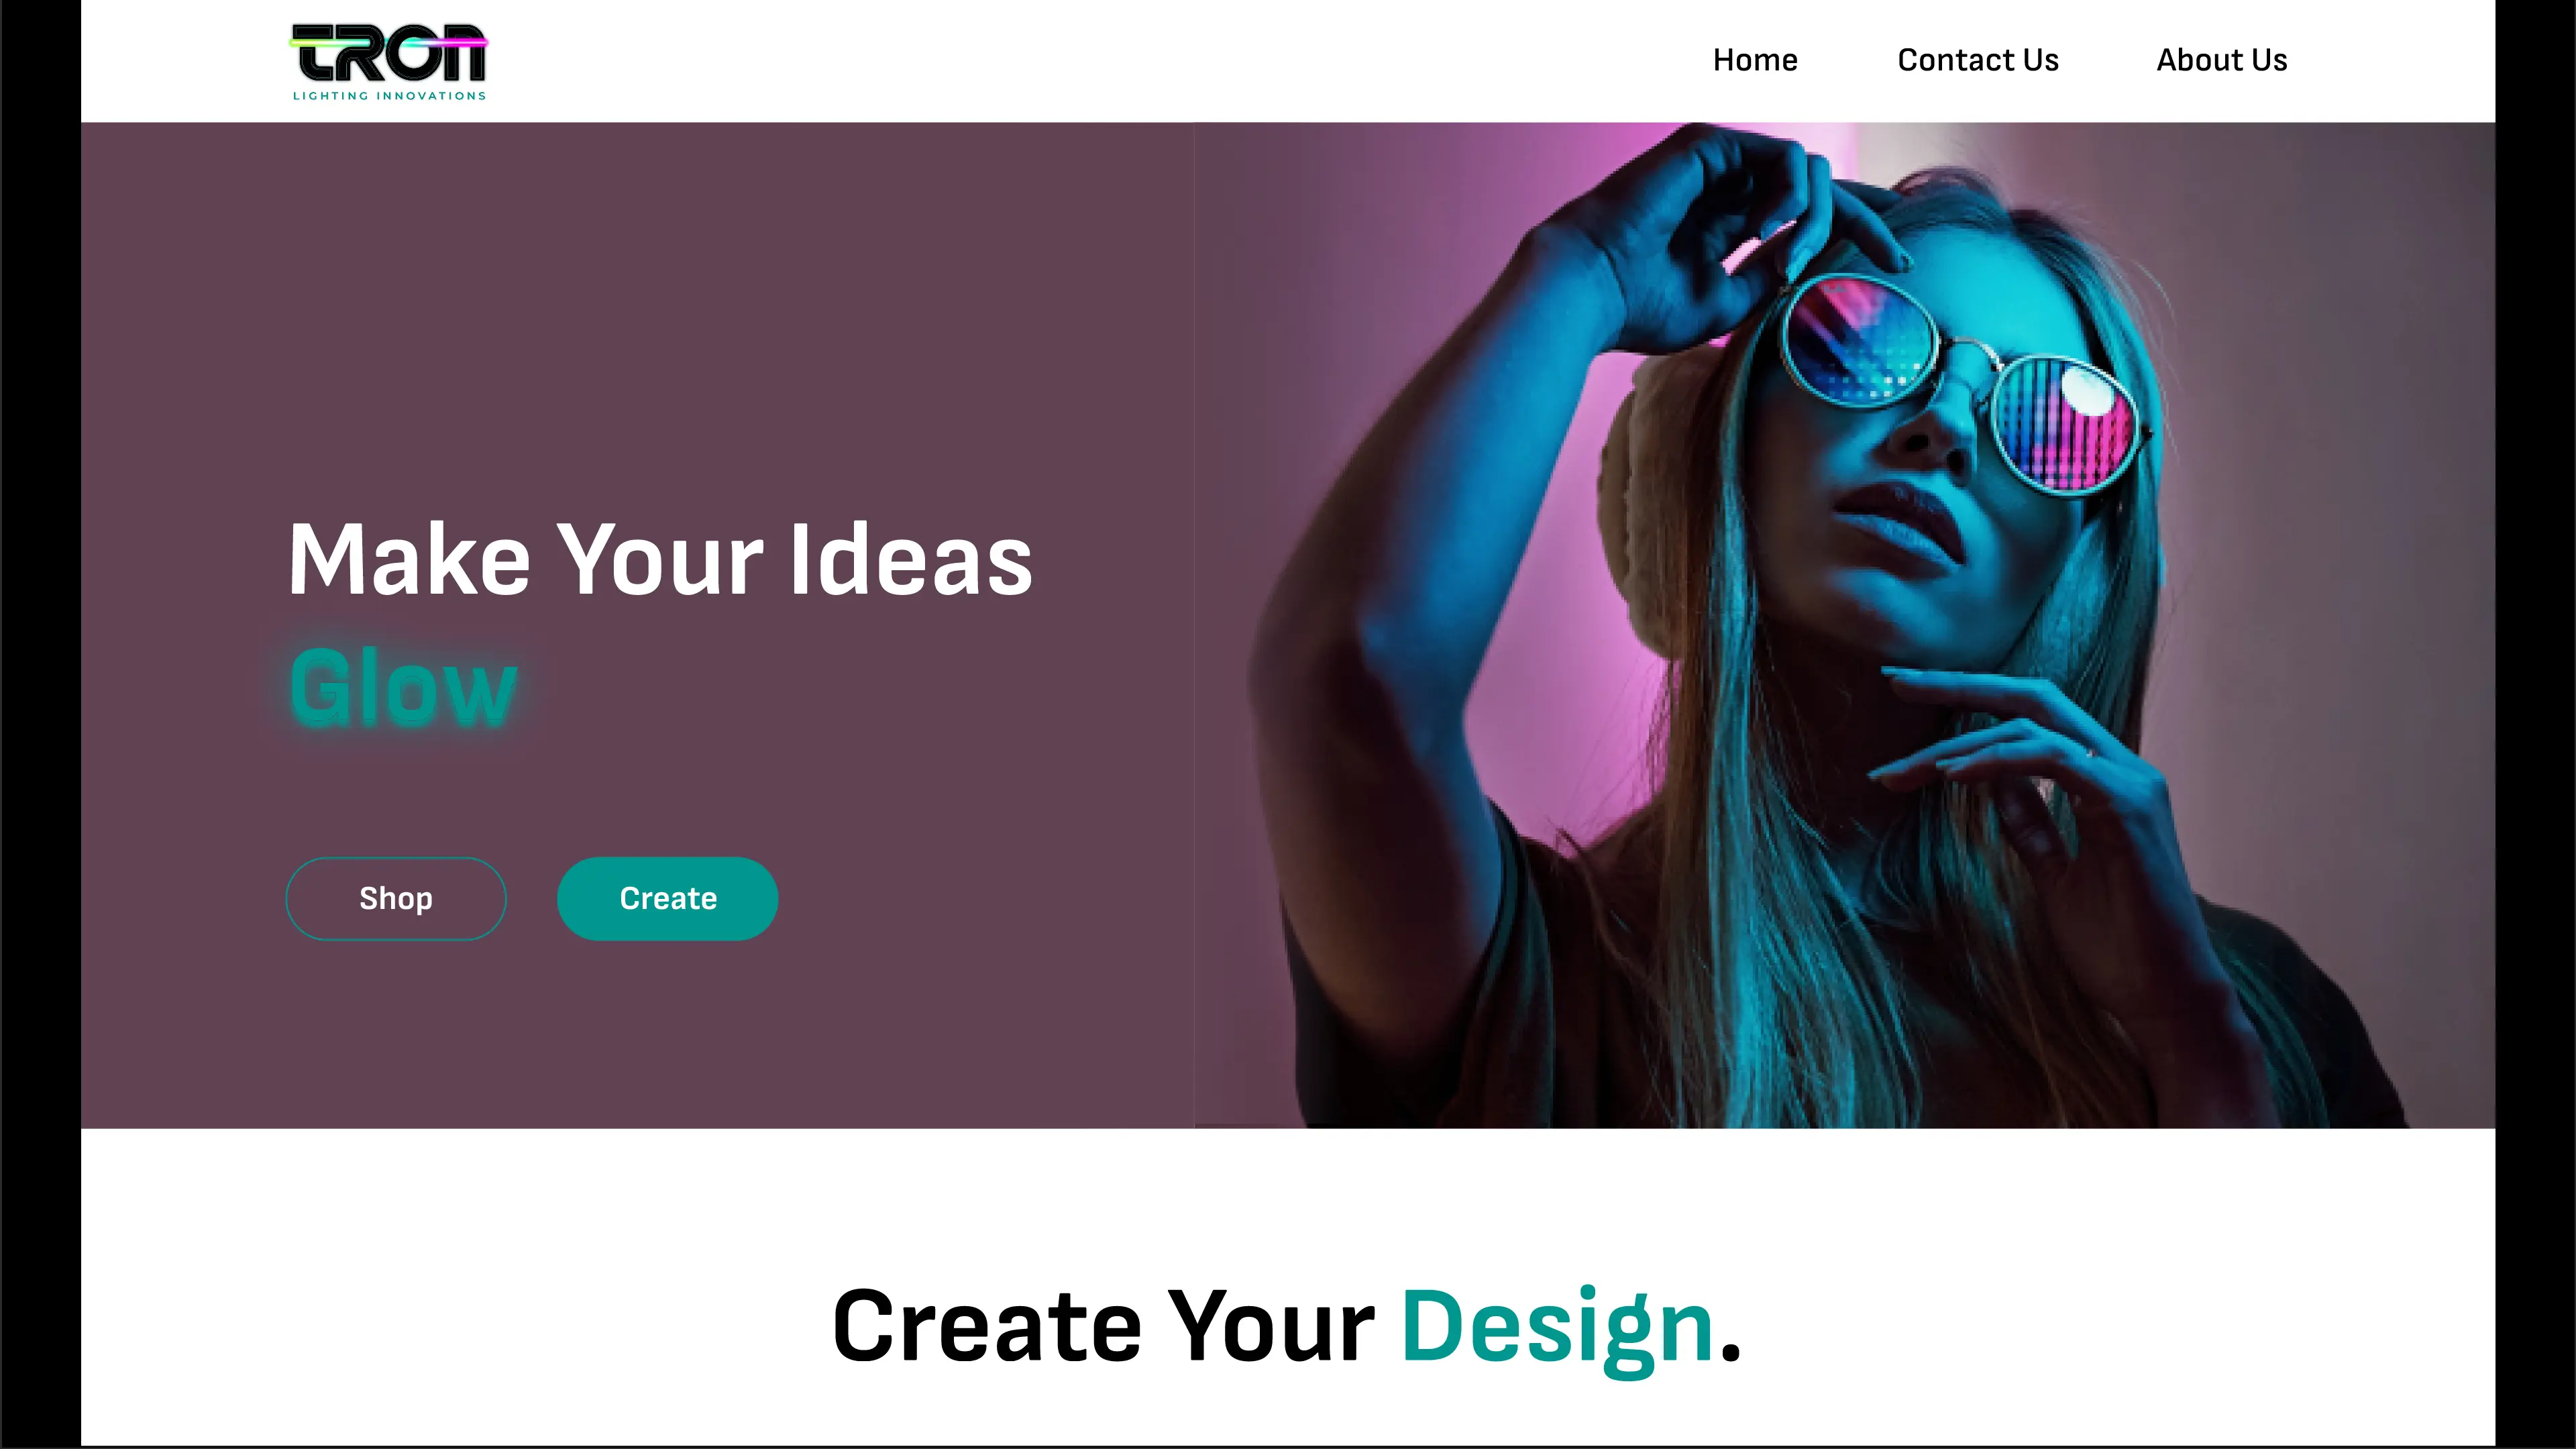 TRON
LIGHTING INNOVATIONS
Home Contact Us About Us
Make Your Ideas
Glow
Shop Create
Create Your Design.